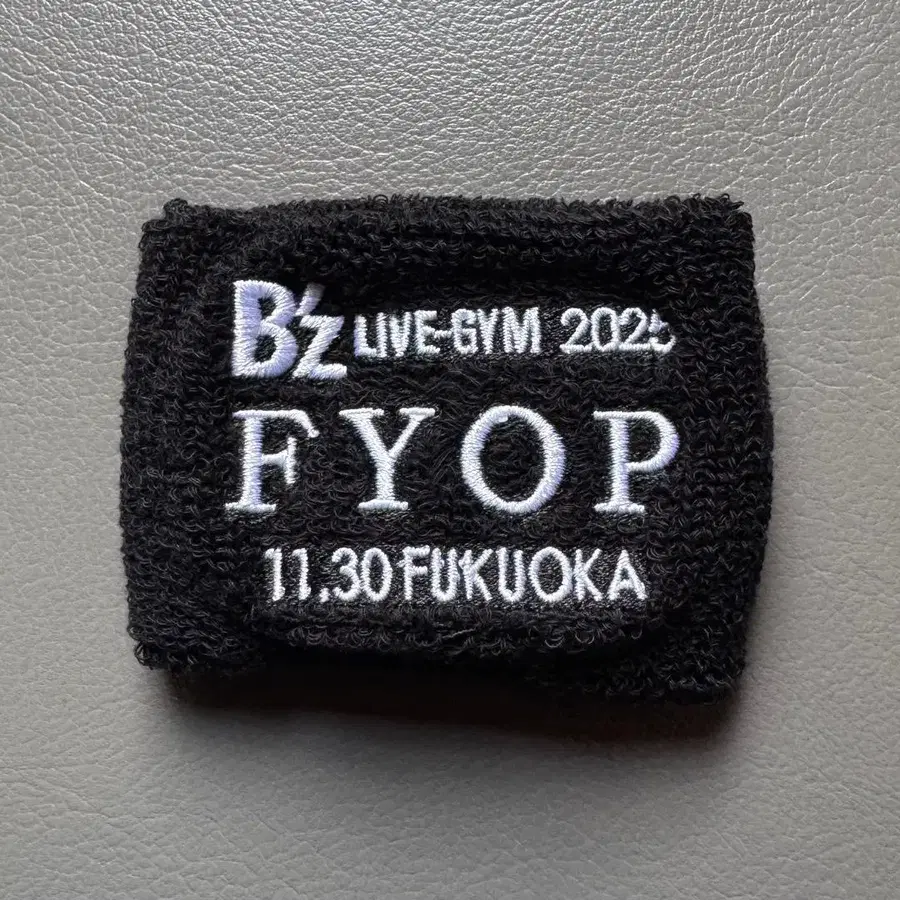 B'z LIVE-GYM 2025
FYOP
11.30 FUKUOKA